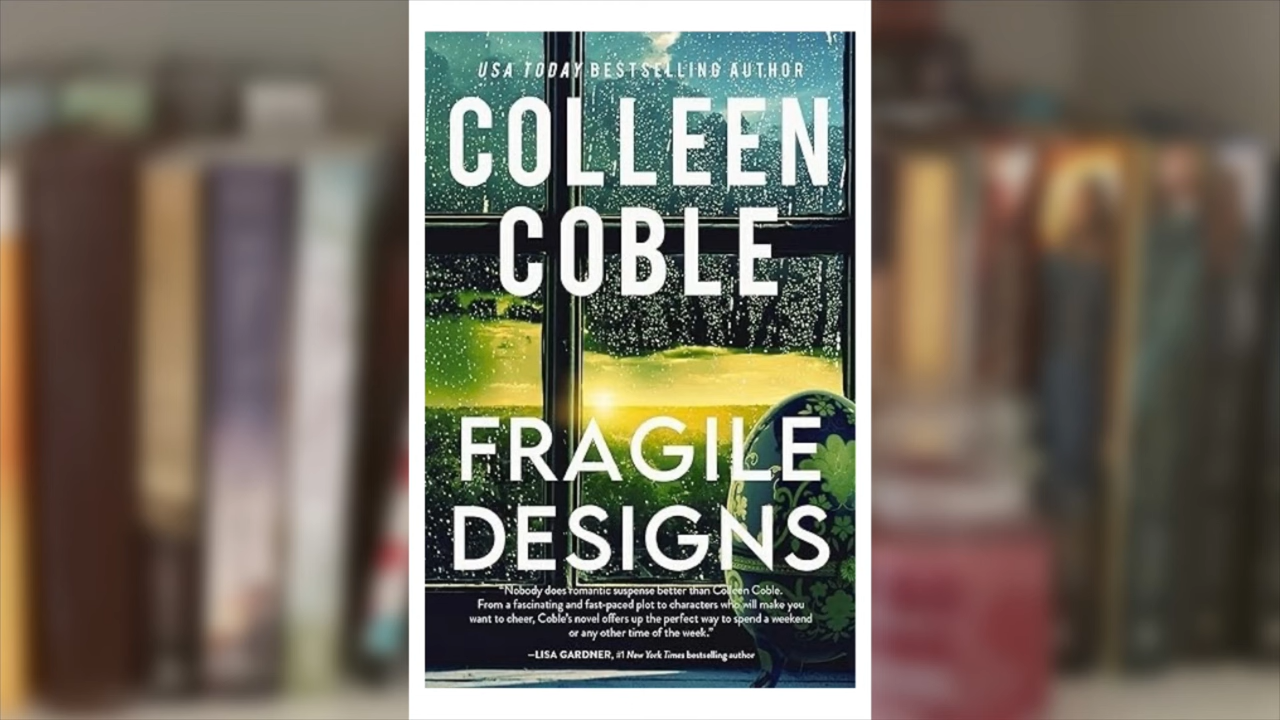 USA TODAY BESTSELLING AUTHOR
COLLEEN
COBLE
FRAGILE
DESIGNS
"Nobody does romantic suspense better than Colleen Coble.
From a fascinating and fast-paced plot to characters who will make you
want to cheer, Coble's novel offers up the perfect way to spend a weekend
or any other time of the week."
—LISA GARDNER, #1 New York Times bestselling author